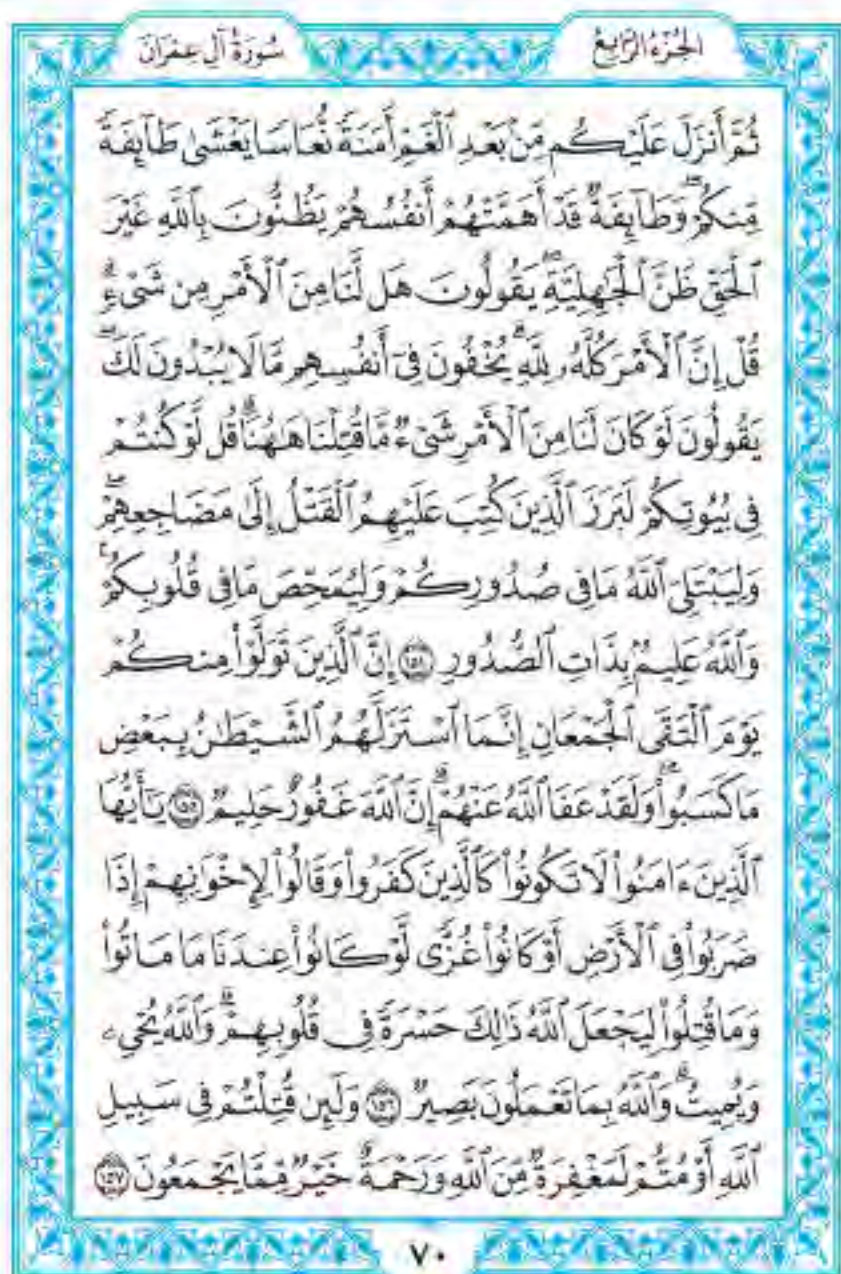 الجزء الرابع
سورة آل عمران
ثُمَّ أَنزَلَ عَلَيْكُم مِّنۢ بَعْدِ ٱلْغَمِّ أَمَنَةً نُّعَاسًا يَغْشَىٰ طَآئِفَةً
مِّنكُمْۖ وَطَآئِفَةٌ قَدْ أَهَمَّتْهُمْ أَنفُسُهُمْ يَظُنُّونَ بِٱللَّهِ غَيْرَ
ٱلْحَقِّ ظَنَّ ٱلْجَٰهِلِيَّةِۖ يَقُولُونَ هَل لَّنَا مِنَ ٱلْأَمْرِ مِن شَىْءٍۗ
قُلْ إِنَّ ٱلْأَمْرَ كُلَّهُۥ لِلَّهِۗ يُخْفُونَ فِىٓ أَنفُسِهِم مَّا لَا يُبْدُونَ لَكَۖ
يَقُولُونَ لَوْ كَانَ لَنَا مِنَ ٱلْأَمْرِ شَىْءٌ مَّا قُتِلْنَا هَٰهُنَاۗ قُل لَّوْ كُنتُمْ
فِى بُيُوتِكُمْ لَبَرَزَ ٱلَّذِينَ كُتِبَ عَلَيْهِمُ ٱلْقَتْلُ إِلَىٰ مَضَاجِعِهِمْۖ
وَلِيَبْتَلِىَ ٱللَّهُ مَا فِى صُدُورِكُمْ وَلِيُمَحِّصَ مَا فِى قُلُوبِكُمْۚ
وَٱللَّهُ عَلِيمٌۢ بِذَاتِ ٱلصُّدُورِ ١٥٤ إِنَّ ٱلَّذِينَ تَوَلَّوْا۟ مِنكُمْ
يَوْمَ ٱلْتَقَى ٱلْجَمْعَانِ إِنَّمَا ٱسْتَزَلَّهُمُ ٱلشَّيْطَٰنُ بِبَعْضِ
مَا كَسَبُوا۟ۖ وَلَقَدْ عَفَا ٱللَّهُ عَنْهُمْۗ إِنَّ ٱللَّهَ غَفُورٌ حَلِيمٌ ١٥٥ يَٰٓأَيُّهَا
ٱلَّذِينَ ءَامَنُوا۟ لَا تَكُونُوا۟ كَٱلَّذِينَ كَفَرُوا۟ وَقَالُوا۟ لِإِخْوَٰنِهِمْ إِذَا
ضَرَبُوا۟ فِى ٱلْأَرْضِ أَوْ كَانُوا۟ غُزًّى لَّوْ كَانُوا۟ عِندَنَا مَا مَاتُوا۟
وَمَا قُتِلُوا۟ لِيَجْعَلَ ٱللَّهُ ذَٰلِكَ حَسْرَةً فِى قُلُوبِهِمْۗ وَٱللَّهُ يُحْىِۦ
وَيُمِيتُۗ وَٱللَّهُ بِمَا تَعْمَلُونَ بَصِيرٌ ١٥٦ وَلَئِن قُتِلْتُمْ فِى سَبِيلِ
ٱللَّهِ أَوْ مُتُّمْ لَمَغْفِرَةٌ مِّنَ ٱللَّهِ وَرَحْمَةٌ خَيْرٌ مِّمَّا يَجْمَعُونَ ١٥٧
٧٠